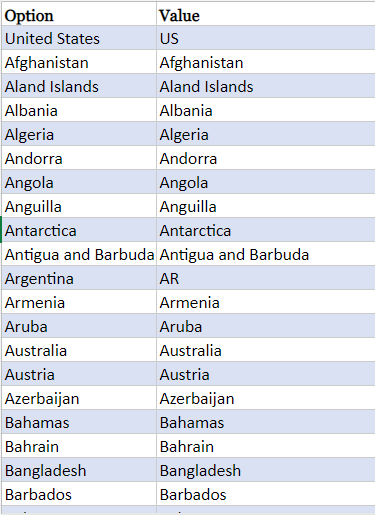 Option Value
United States US
Afghanistan Afghanistan
Aland Islands Aland Islands
Albania Albania
Algeria Algeria
Andorra Andorra
Angola Angola
Anguilla Anguilla
Antarctica Antarctica
Antigua and Barbuda Antigua and Barbuda
Argentina AR
Armenia Armenia
Aruba Aruba
Australia Australia
Austria Austria
Azerbaijan Azerbaijan
Bahamas Bahamas
Bahrain Bahrain
Bangladesh Bangladesh
Barbados Barbados